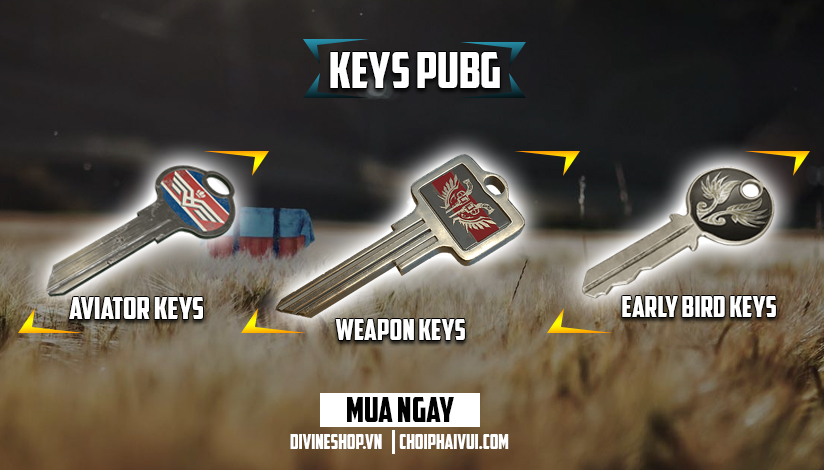 KEYS PUBG
AVIATOR KEYS
WEAPON KEYS
EARLY BIRD KEYS
MUA NGAY
DIVINESHOP.VN | CHOIPHAIVUI.COM